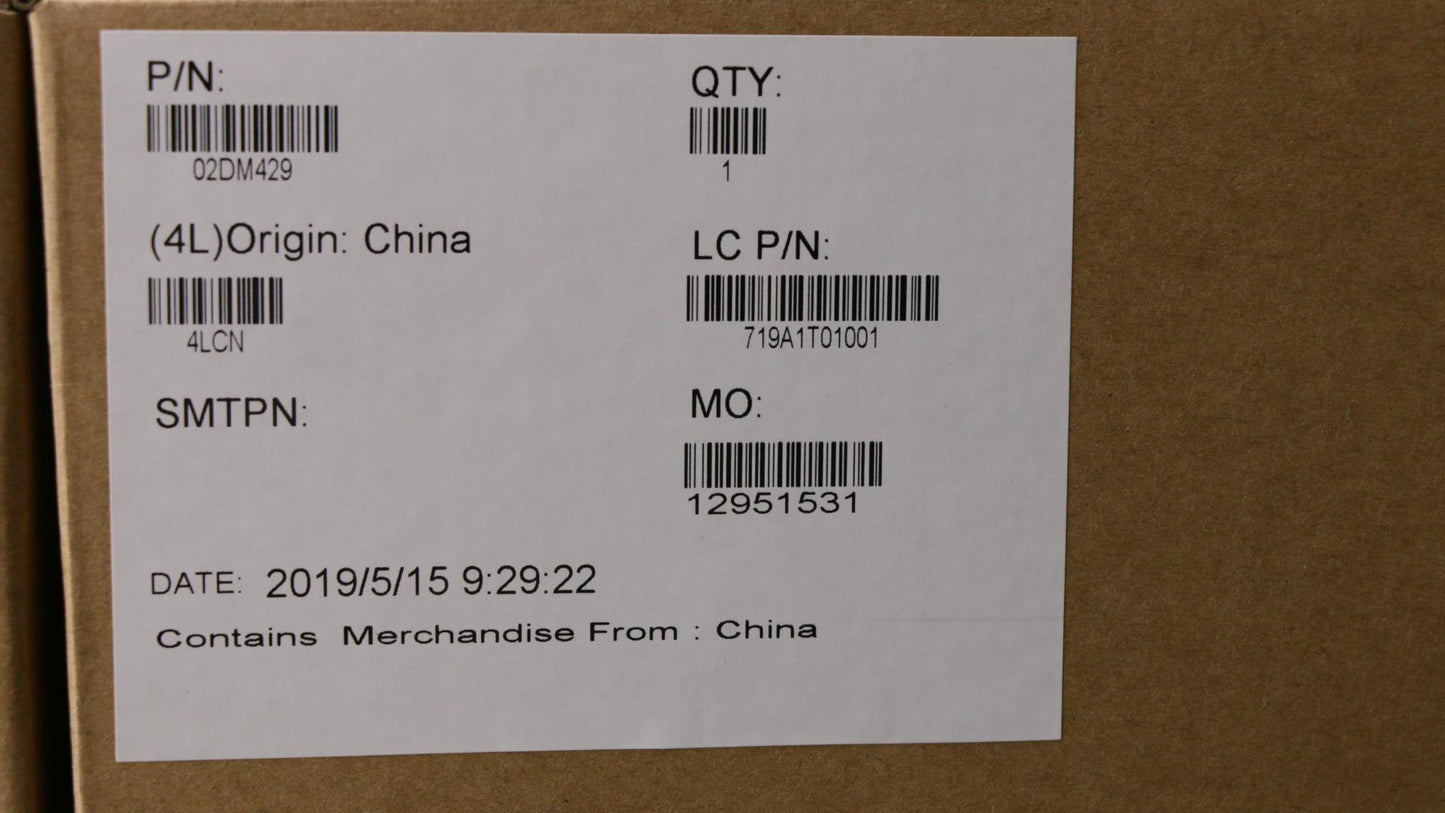 P/N:
02DM429
QTY:
1
(4L)Origin: China
4LCN
LC P/N:
719A1T01001
SMTPN:
MO:
12951531
DATE: 2019/5/15 9:29:22
Contains Merchandise From : China